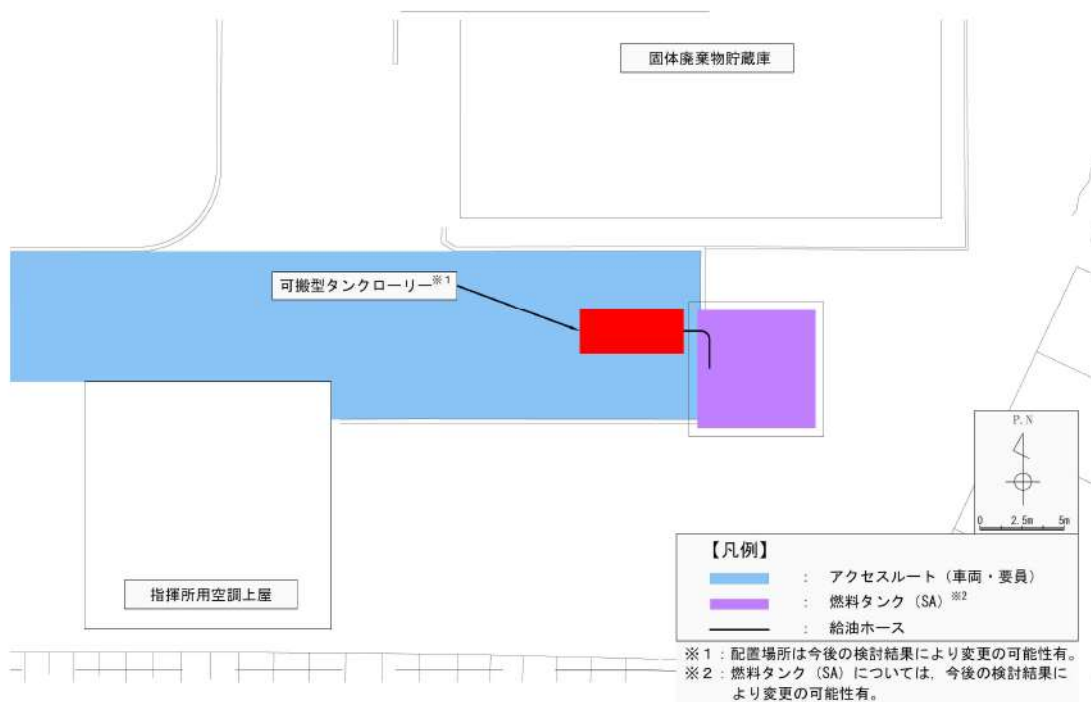 固体廃棄物貯蔵庫
可搬型タンクローリー※1
指揮所用空調上屋
P.N
0 2.5m 5m
【凡例】
： アクセスルート（車両・要員）
： 燃料タンク（SA）※2
： 給油ホース
※1：配置場所は今後の検討結果により変更の可能性有。
※2：燃料タンク（SA）については，今後の検討結果に
より変更の可能性有。